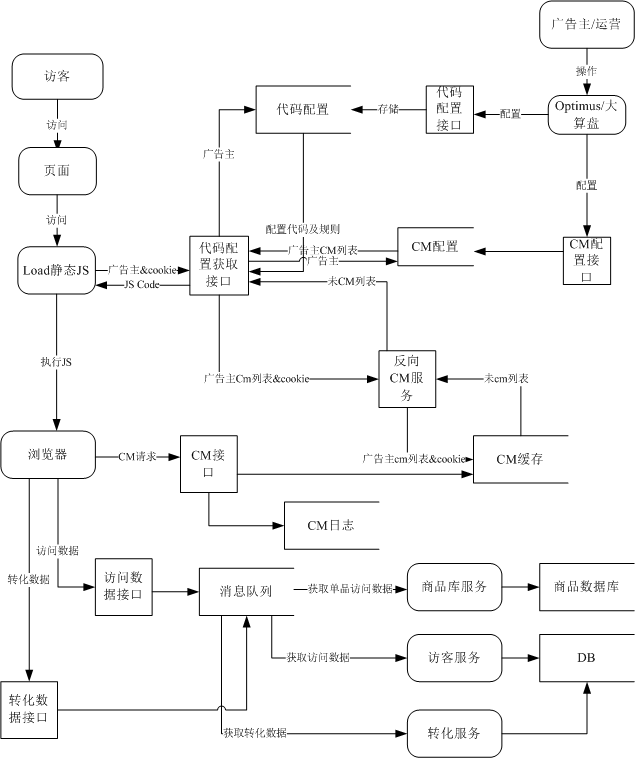 广告主/运营
访客
操作
代码配置
代码
配置
接口
存储
配置
Optimus/大
算盘
访问
广告主
页面
配置
访问
配置代码及规则
代码配
置获取
接口
广告主CM列表
广告主
CM配置
CM配
置接
口
Load静态JS
广告主&cookie
JS Code
未CM列表
执行JS
反向
CM服
务
广告主Cm列表&cookie
未cm列表
浏览器
CM请求
CM接
口
广告主cm列表&cookie
CM缓存
CM日志
访问数据
转化数据
访问数
据接口
消息队列
获取单品访问数据
商品库服务
商品数据库
获取访问数据
访客服务
DB
转化数
据接口
获取转化数据
转化服务